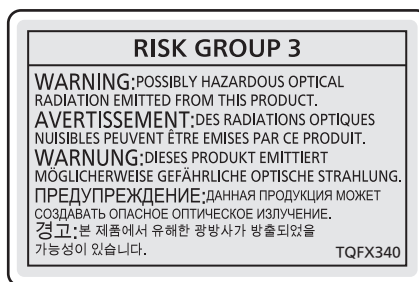 RISK GROUP 3
WARNING:POSSIBLY HAZARDOUS OPTICAL
RADIATION EMITTED FROM THIS PRODUCT.
AVERTISSEMENT:DES RADIATIONS OPTIQUES
NUISIBLES PEUVENT ÊTRE EMISES PAR CE PRODUIT.
WARNUNG:DIESES PRODUKT EMITTIERT
MÖGLICHERWEISE GEFÄHRLICHE OPTISCHE STRAHLUNG.
ПРЕДУПРЕЖДЕНИЕ:ДАННАЯ ПРОДУКЦИЯ МОЖЕТ
СОЗДАВАТЬ ОПАСНОЕ ОПТИЧЕСКОЕ ИЗЛУЧЕНИЕ.
경고:본 제품에서 유해한 광방사가 방출되었을
가능성이 있습니다. TQFX340